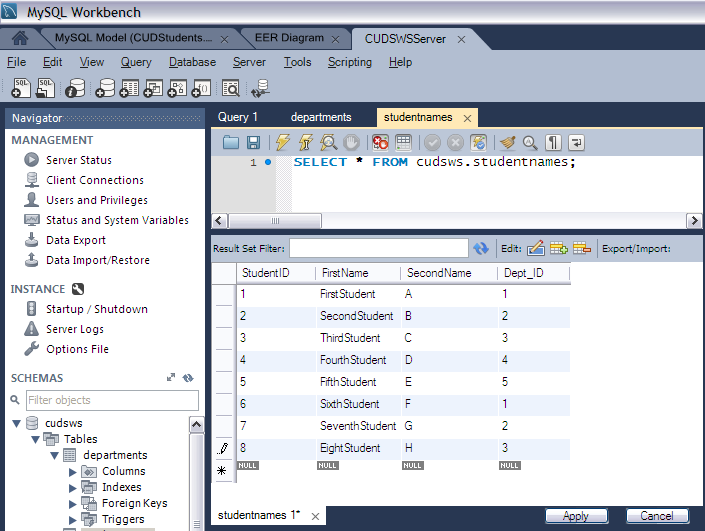 MySQL Workbench
MySQL Model (CUDStudents... × EER Diagram × CUDSWSServer ×
File Edit View Query Database Server Tools Scripting Help
Navigator
MANAGEMENT
Server Status
Client Connections
Users and Privileges
Status and System Variables
Data Export
Data Import/Restore
INSTANCE
Startup / Shutdown
Server Logs
Options File
SCHEMAS
Filter objects
cudsws
Tables
departments
Columns
Indexes
Foreign Keys
Triggers
Query 1 departments studentnames ×
1 SELECT * FROM cudsws.studentnames;
Result Set Filter: Edit: Export/Import:
StudentID FirstName SecondName Dept_ID
1 FirstStudent A 1
2 SecondStudent B 2
3 ThirdStudent C 3
4 FourthStudent D 4
5 FifthStudent E 5
6 SixthStudent F 1
7 SeventhStudent G 2
8 EightStudent H 3
* NULL NULL NULL NULL
studentnames 1* ×
Apply Cancel